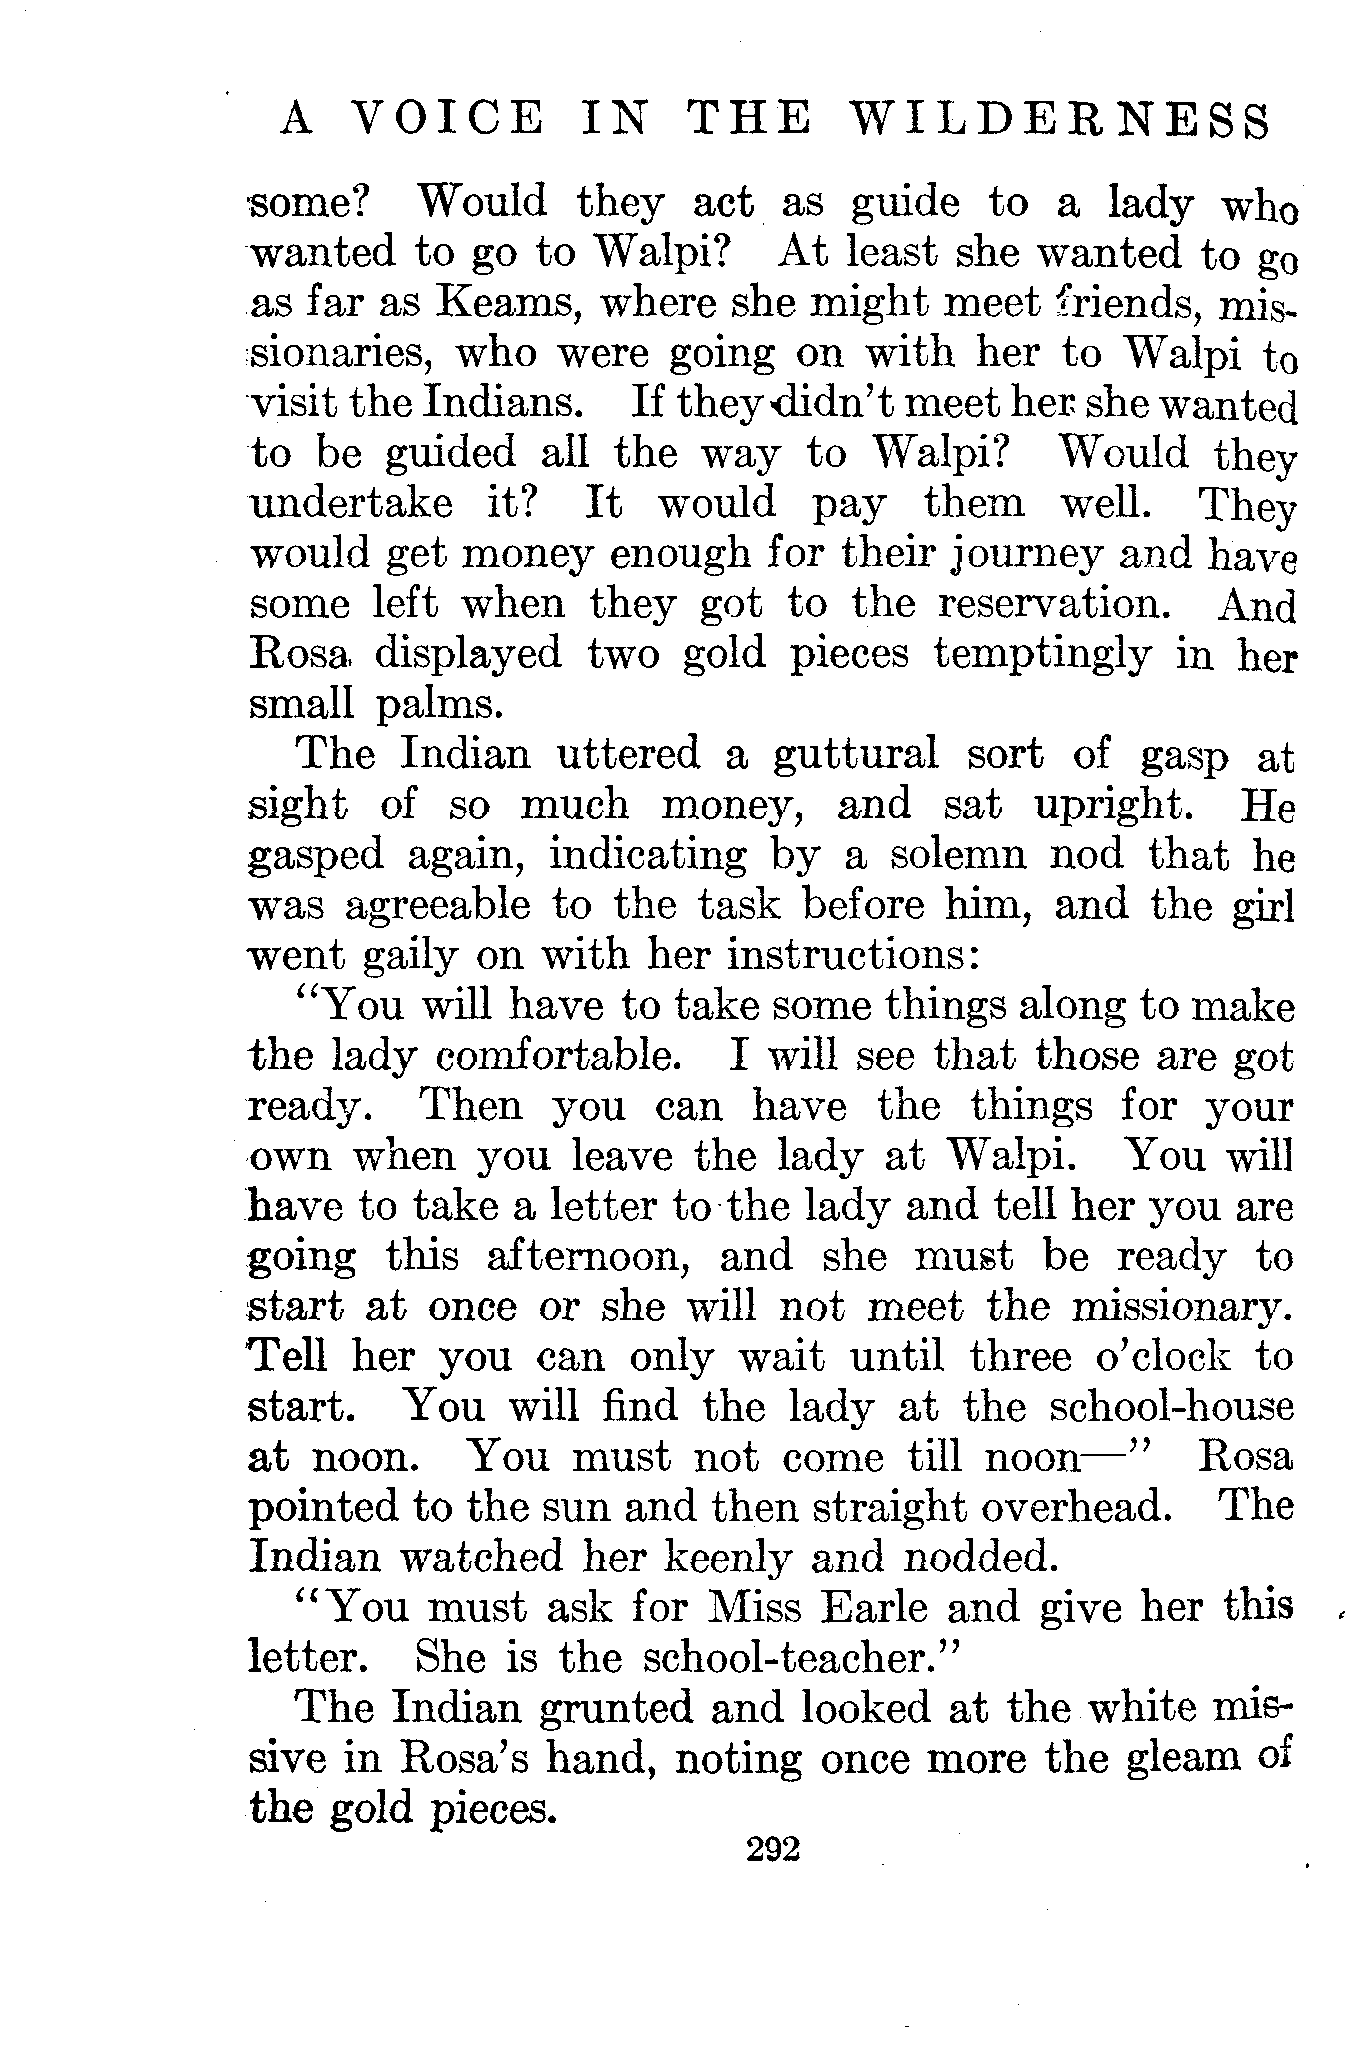 A VOICE IN THE WILDERNESS
some? Would they act as guide to a lady who
wanted to go to Walpi? At least she wanted to go
as far as Keams, where she might meet friends, mis-
sionaries, who were going on with her to Walpi to
visit the Indians. If they didn't meet her she wanted
to be guided all the way to Walpi? Would they
undertake it? It would pay them well. They
would get money enough for their journey and have
some left when they got to the reservation. And
Rosa displayed two gold pieces temptingly in her
small palms.
The Indian uttered a guttural sort of gasp at
sight of so much money, and sat upright. He
gasped again, indicating by a solemn nod that he
was agreeable to the task before him, and the girl
went gaily on with her instructions:
"You will have to take some things along to make
the lady comfortable. I will see that those are got
ready. Then you can have the things for your
own when you leave the lady at Walpi. You will
have to take a letter to the lady and tell her you are
going this afternoon, and she must be ready to
start at once or she will not meet the missionary.
Tell her you can only wait until three o'clock to
start. You will find the lady at the school-house
at noon. You must not come till noon—" Rosa
pointed to the sun and then straight overhead. The
Indian watched her keenly and nodded.
"You must ask for Miss Earle and give her this
letter. She is the school-teacher."
The Indian grunted and looked at the white mis-
sive in Rosa's hand, noting once more the gleam of
the gold pieces.
292